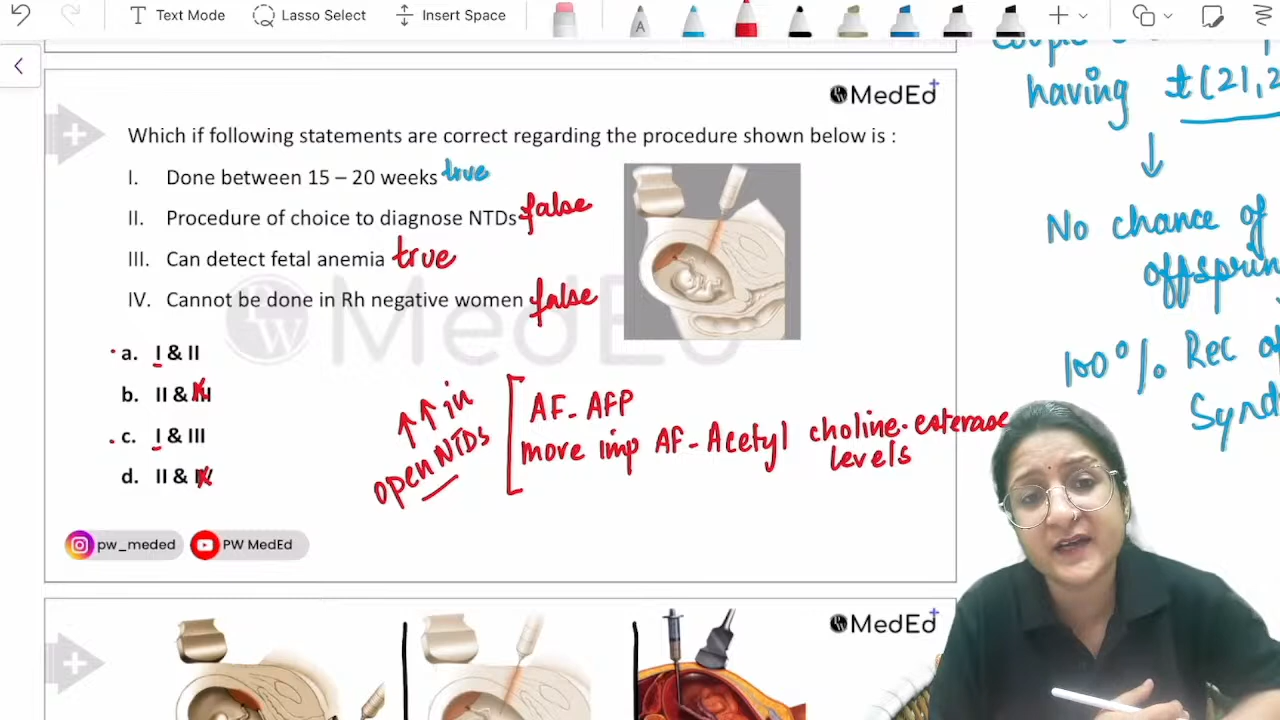 Text Mode
Lasso Select
Insert Space
A
having t(21,2
No chance of
offsprin
100% Rec o
Syndr
MedEd+
Which if following statements are correct regarding the procedure shown below is :
I. Done between 15 – 20 weeks true
II. Procedure of choice to diagnose NTDs false
III. Can detect fetal anemia true
IV. Cannot be done in Rh negative women false
PW MedEd
a. I & II
b. II & III
c. I & III
d. II & IV
↑↑ in
open NTDs
AF-AFP
more imp AF-Acetyl choline-esterase
levels
pw_meded
PW MedEd
MedEd+